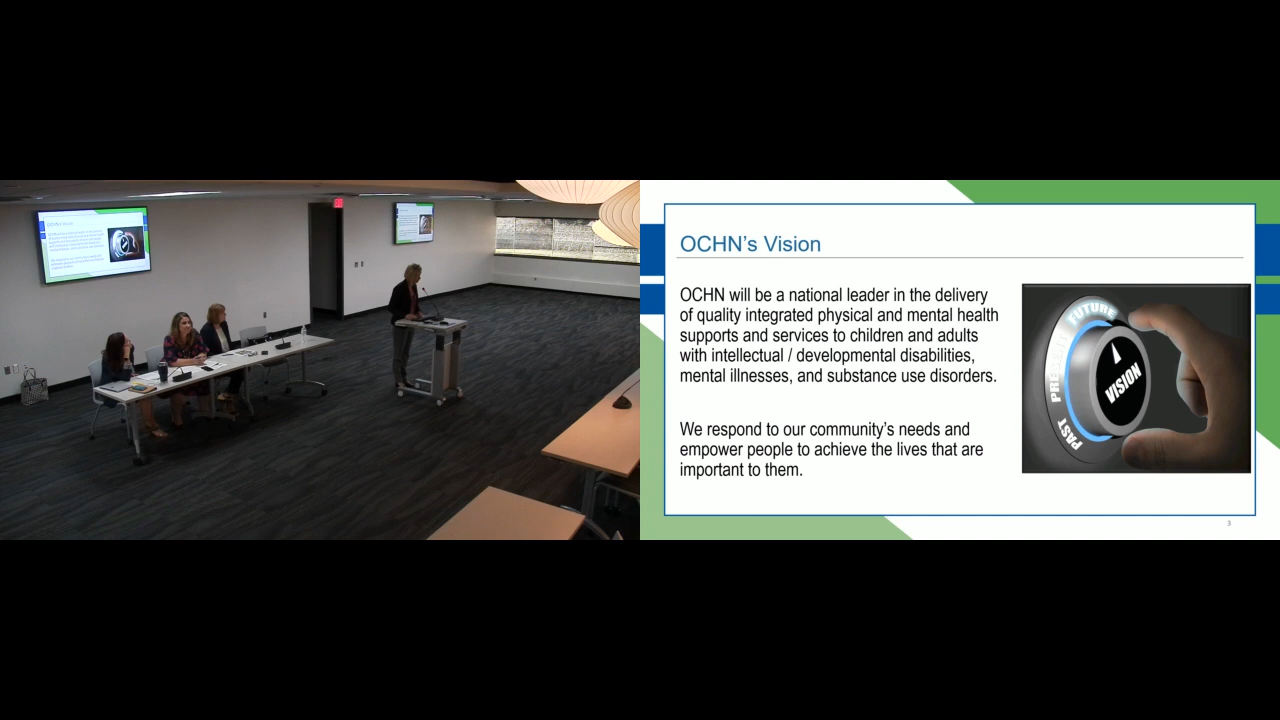 OCHN's Vision
OCHN will be a national leader in the delivery
of quality integrated physical and mental health
supports and services to children and adults
with intellectual / developmental disabilities,
mental illnesses, and substance use disorders.
We respond to our community's needs and
empower people to achieve the lives that are
important to them.
PAST PRESENT FUTURE
VISION
3